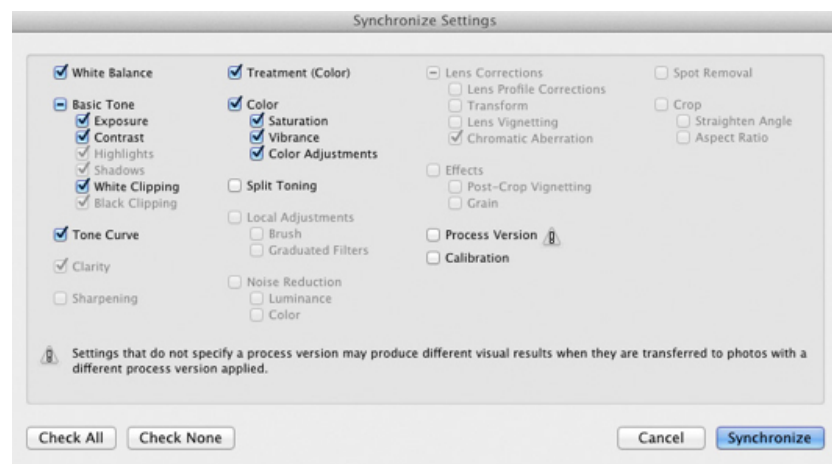 Synchronize Settings
White Balance
Basic Tone
Exposure
Contrast
Highlights
Shadows
White Clipping
Black Clipping
Tone Curve
Clarity
Sharpening
Treatment (Color)
Color
Saturation
Vibrance
Color Adjustments
Split Toning
Local Adjustments
Brush
Graduated Filters
Noise Reduction
Luminance
Color
Lens Corrections
Lens Profile Corrections
Transform
Lens Vignetting
Chromatic Aberration
Effects
Post-Crop Vignetting
Grain
Process Version
Calibration
Spot Removal
Crop
Straighten Angle
Aspect Ratio
Settings that do not specify a process version may produce different visual results when they are transferred to photos with a
different process version applied.
Check All
Check None
Cancel
Synchronize